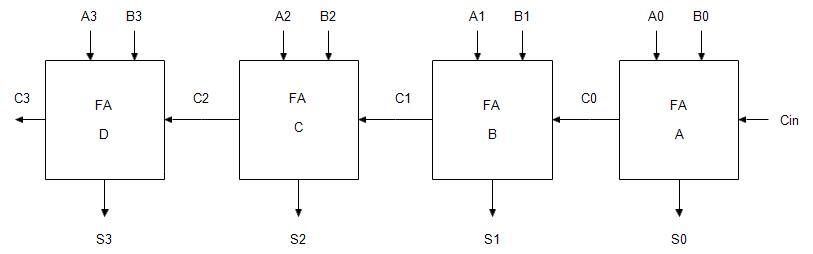 A3 B3 A2 B2 A1 B1 A0 B0
C3 FA C2 FA C1 FA C0 FA
D C B A Cin
S3 S2 S1 S0